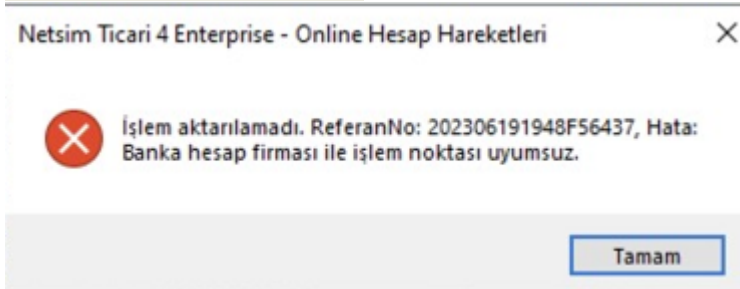 Netsim Ticari 4 Enterprise - Online Hesap Hareketleri
İşlem aktarılamadı. ReferanNo: 202306191948F56437, Hata:
Banka hesap firması ile işlem noktası uyumsuz.
Tamam